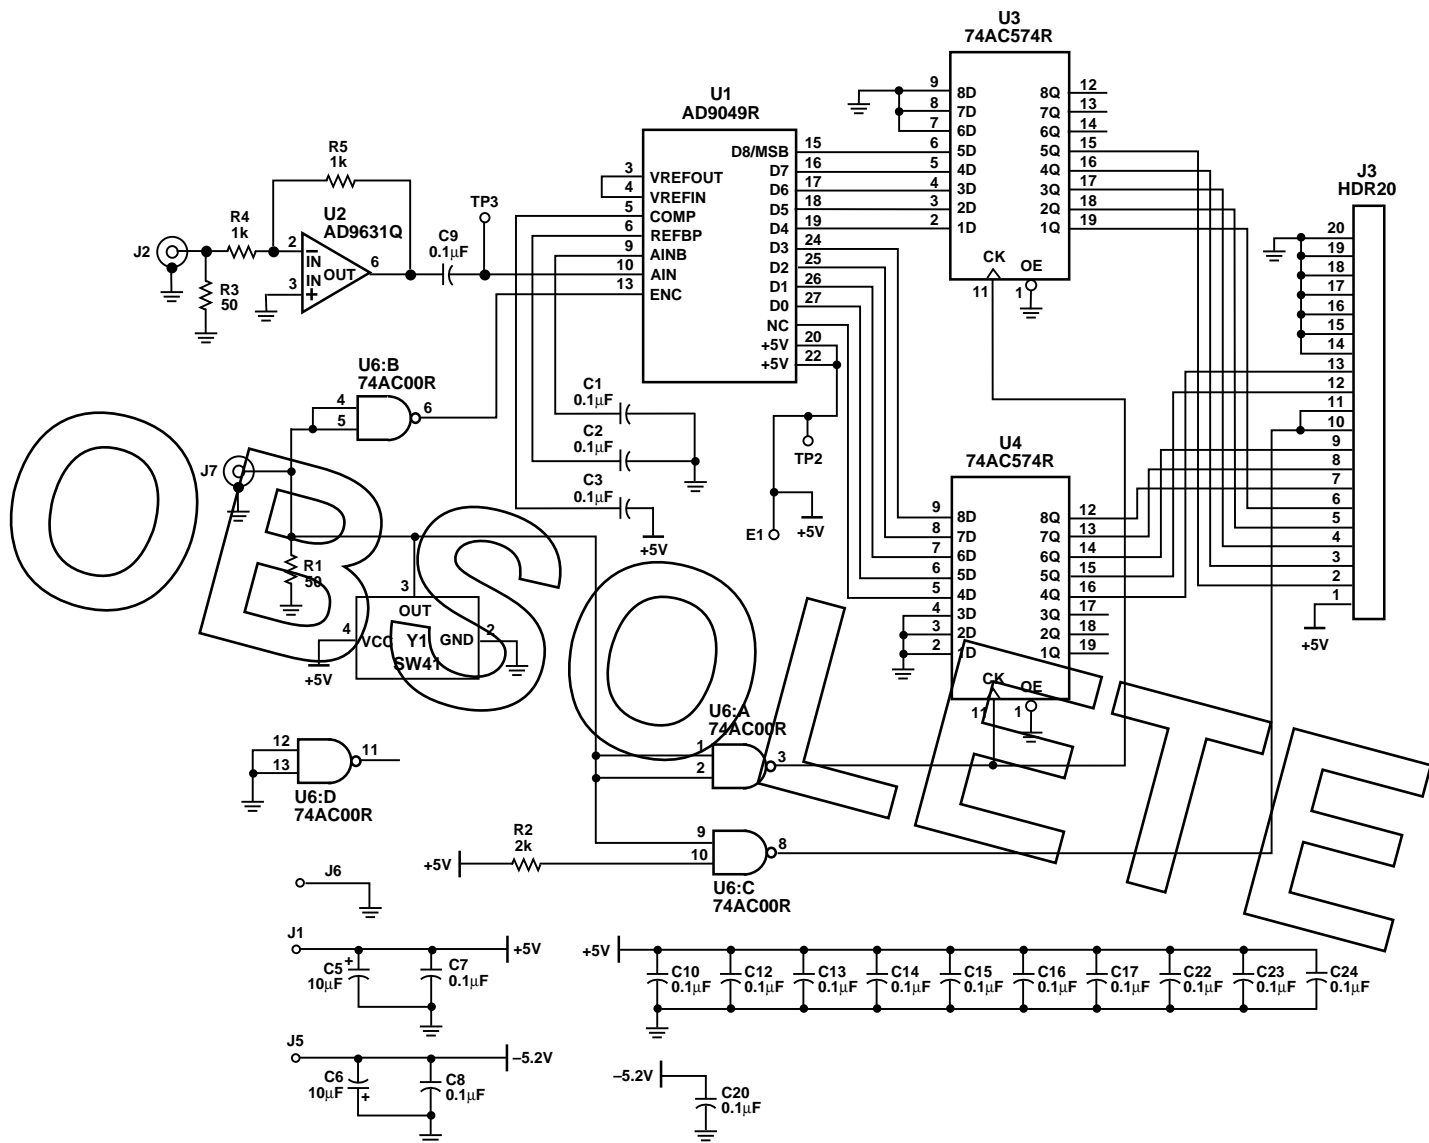 U3
74AC574R
9 8D 8Q 12
8 7D 7Q 13
7 6D 6Q 14
6 5D 5Q 15
5 4D 4Q 16
4 3D 3Q 17
3 2D 2Q 18
2 1D 1Q 19
CK OE
11 1
U1
AD9049R
D8/MSB 15
3 VREFOUT D7 16
4 VREFIN D6 17
5 COMP D5 18
6 REFBP D4 19
9 AINB D3 24
10 AIN D2 25
13 ENC D1 26
D0 27
NC
+5V 20
+5V 22
R5
1k
R4
1k
U2
AD9631Q
TP3
C9
0.1µF
J2
2 – IN
OUT 6
3 IN +
R3
50
J3
HDR20
20
19
18
17
16
15
14
13
12
11
10
9
8
7
6
5
4
3
2
1
+5V
U6:B
74AC00R
4
5
6
C1
0.1µF
C2
0.1µF
C3
0.1µF
+5V
TP2
E1
+5V
J7
R1
50
3
OUT
4 VCC Y1 GND 2
SW41
+5V
U4
74AC574R
9 8D 8Q 12
8 7D 7Q 13
7 6D 6Q 14
6 5D 5Q 15
5 4D 4Q 16
4 3D 3Q 17
3 2D 2Q 18
2 1D 1Q 19
CK OE
11 1
OBSOLETE
U6:A
74AC00R
1
2
3
12
13
11
U6:D
74AC00R
R2
2k
+5V
9
10
8
U6:C
74AC00R
J6
J1
+5V
C5
10µF
+
C7
0.1µF
+5V
C10
0.1µF
C12
0.1µF
C13
0.1µF
C14
0.1µF
C15
0.1µF
C16
0.1µF
C17
0.1µF
C22
0.1µF
C23
0.1µF
C24
0.1µF
J5
–5.2V
C6
10µF
+
C8
0.1µF
–5.2V
C20
0.1µF